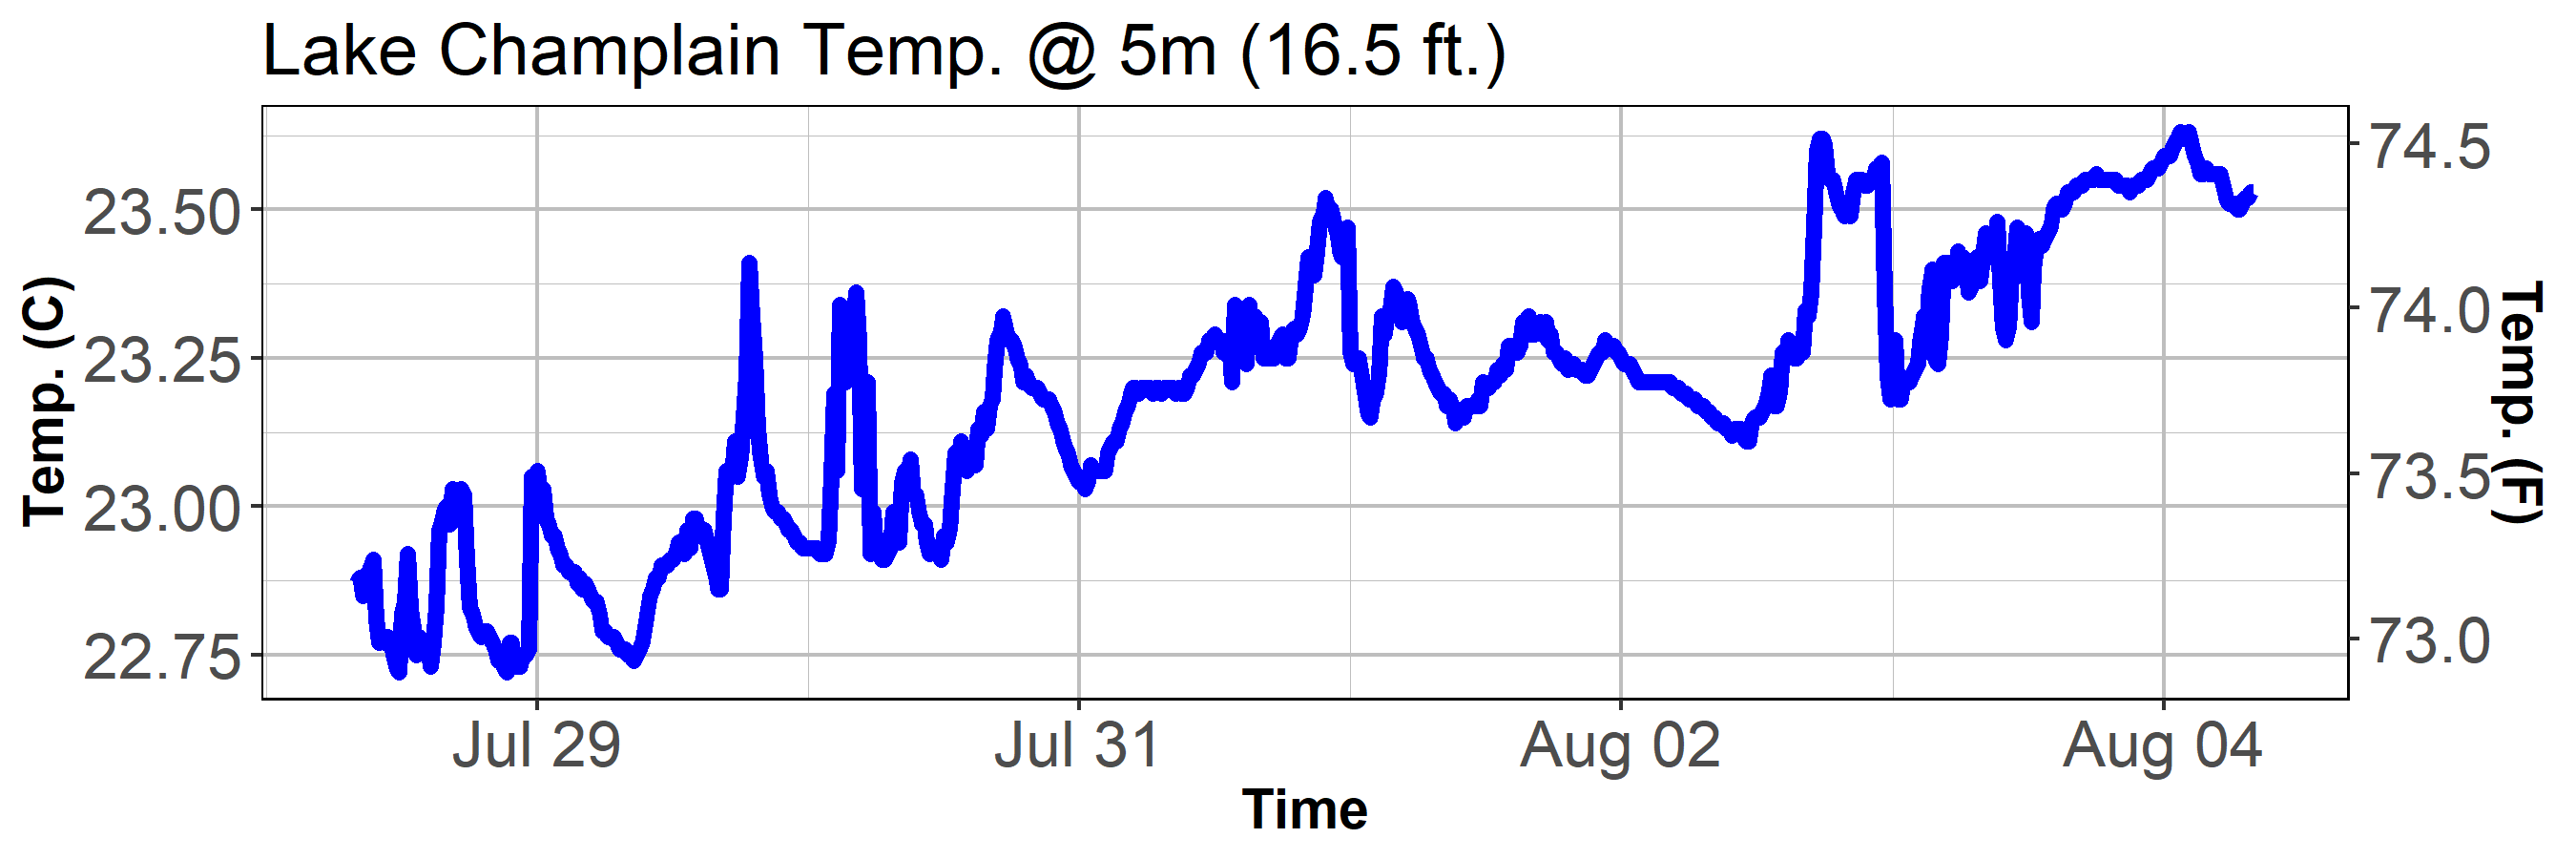 Lake Champlain Temp. @ 5m (16.5 ft.)
Temp. (C)
23.50
23.25
23.00
22.75
74.5
74.0
73.5
73.0
Temp. (F)
Jul 29
Jul 31
Aug 02
Aug 04
Time